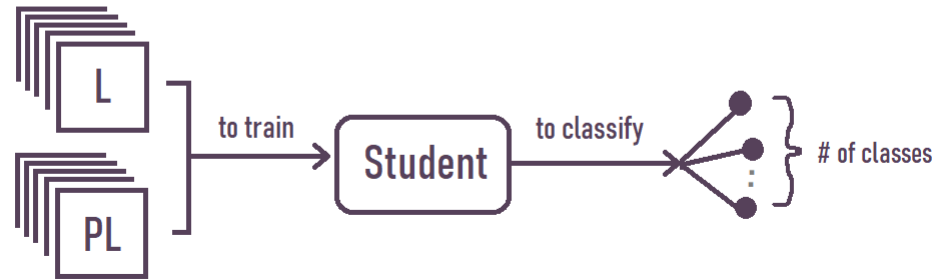 L
PL
to train
Student
to classify
# of classes